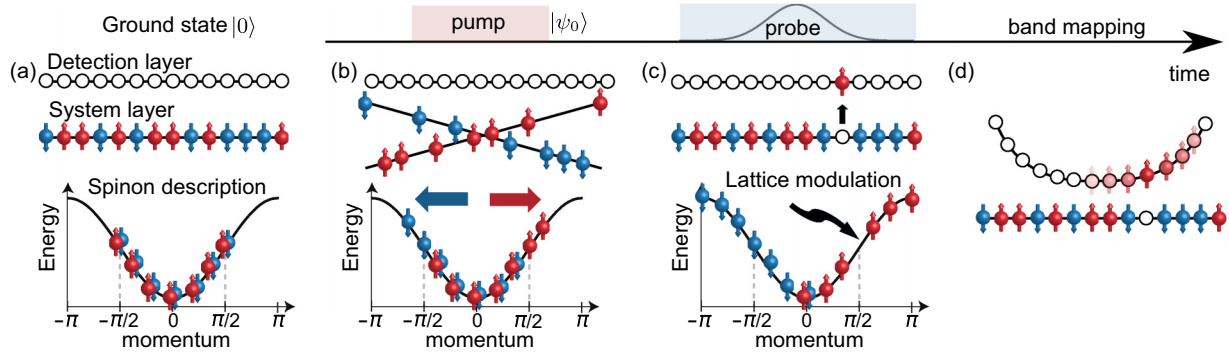 Ground state |0⟩
pump |ψ₀⟩
probe
band mapping
time
(a) Detection layer
System layer
Spinon description
Energy
−π −π/2 0 π/2 π
momentum
(b)
Energy
−π −π/2 0 π/2 π
momentum
(c)
Lattice modulation
Energy
−π −π/2 0 π/2 π
momentum
(d)